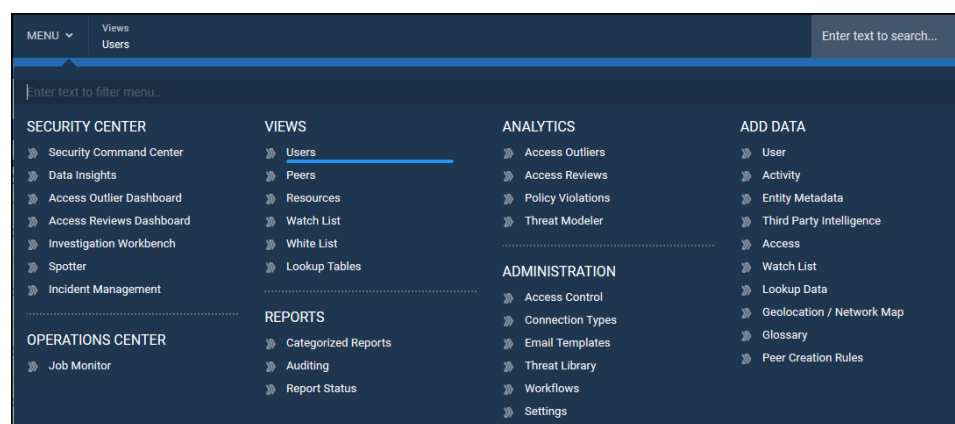 MENU
Views
Users
Enter text to search...
Enter text to filter menu..
SECURITY CENTER
Security Command Center
Data Insights
Access Outlier Dashboard
Access Reviews Dashboard
Investigation Workbench
Spotter
Incident Management
OPERATIONS CENTER
Job Monitor
VIEWS
Users
Peers
Resources
Watch List
White List
Lookup Tables
REPORTS
Categorized Reports
Auditing
Report Status
ANALYTICS
Access Outliers
Access Reviews
Policy Violations
Threat Modeler
ADMINISTRATION
Access Control
Connection Types
Email Templates
Threat Library
Workflows
Settings
ADD DATA
User
Activity
Entity Metadata
Third Party Intelligence
Access
Watch List
Lookup Data
Geolocation / Network Map
Glossary
Peer Creation Rules